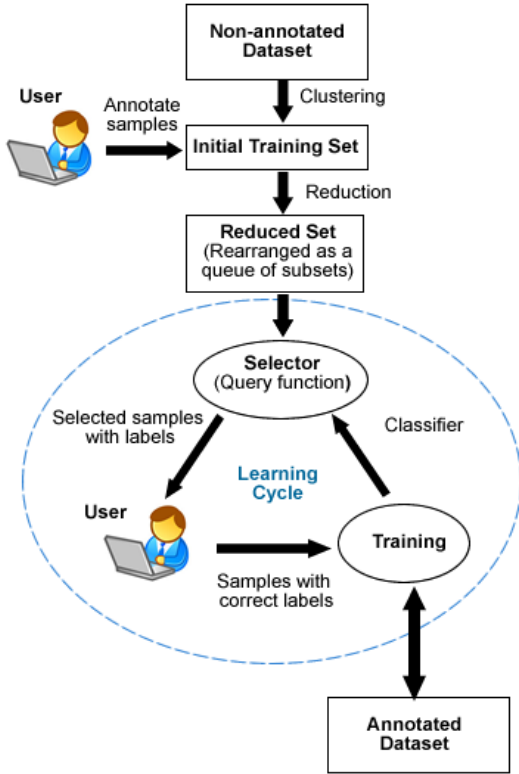 Non-annotated
Dataset
Clustering
User
Annotate
samples
Initial Training Set
Reduction
Reduced Set
(Rearranged as a
queue of subsets)
Selector
(Query function)
Selected samples
with labels
Classifier
Learning
Cycle
User
Training
Samples with
correct labels
Annotated
Dataset